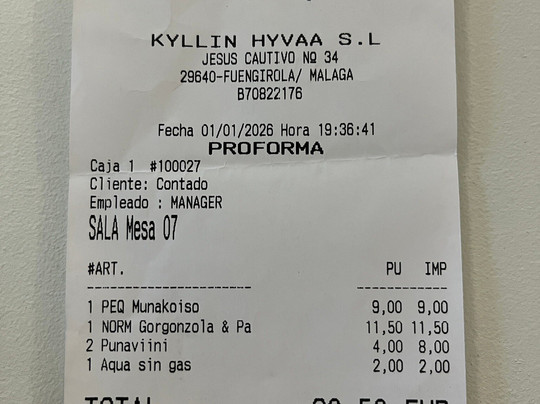 KYLLIN HYVAA S.L
JESUS CAUTIVO Nº 34
29640-FUENGIROLA/ MALAGA
B70822176
Fecha 01/01/2026 Hora 19:36:41
PROFORMA
Caja 1 #100027
Cliente: Contado
Empleado : MANAGER
SALA Mesa 07
#ART. PU IMP
1 PEQ Munakoiso 9,00 9,00
1 NORM Gorgonzola & Pa 11,50 11,50
2 Punaviini 4,00 8,00
1 Aqua sin gas 2,00 2,00
TOTAL